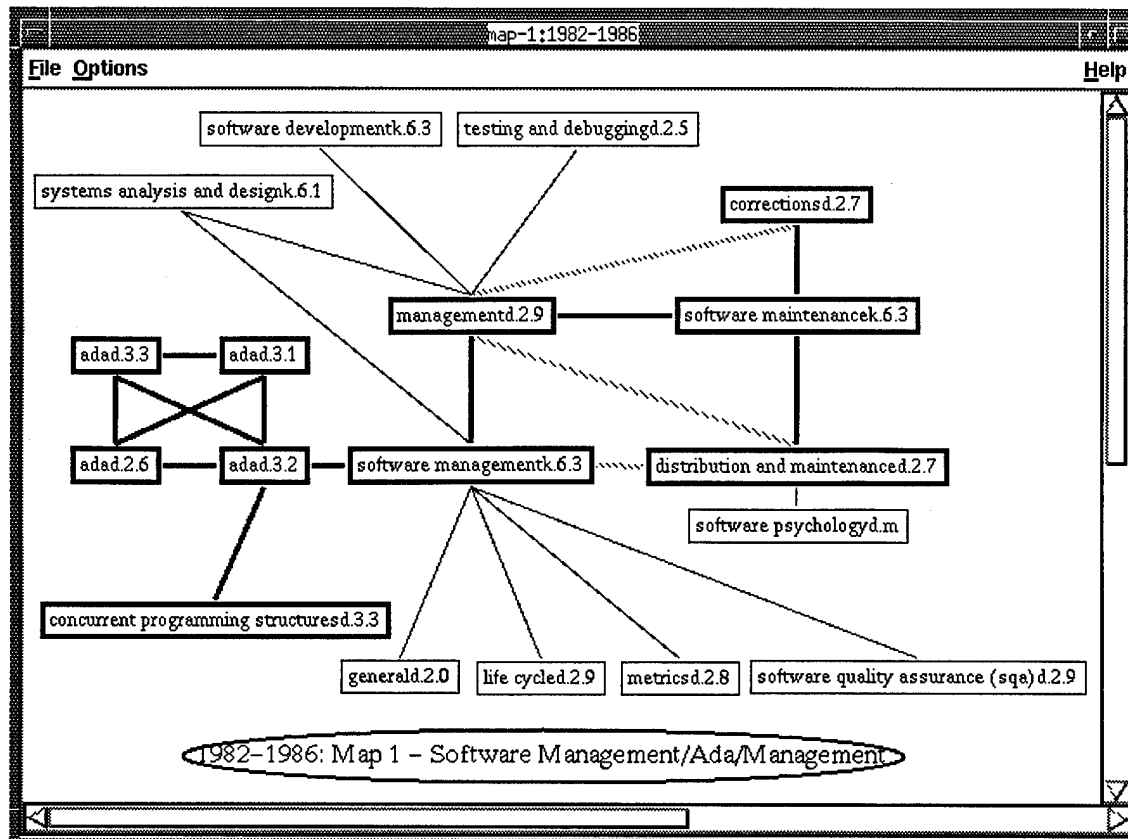 map-1:1982-1986
File Options Help
software developmentk.6.3
testing and debuggingd.2.5
systems analysis and designk.6.1
correctionsd.2.7
managementd.2.9
software maintenancek.6.3
adad.3.3
adad.3.1
adad.2.6
adad.3.2
software managementk.6.3
distribution and maintenanced.2.7
software psychologyd.m
concurrent programming structuresd.3.3
generald.2.0
life cycled.2.9
metricsd.2.8
software quality assurance (sqa)d.2.9
1982-1986: Map 1 - Software Management/Ada/Management